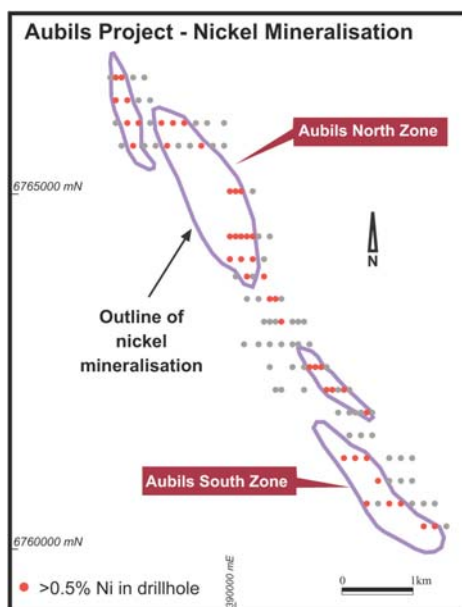 Aubils Project - Nickel Mineralisation
Aubils North Zone
6765000 mN
N
Outline of
nickel
mineralisation
Aubils South Zone
6760000 mN
390000 mE
>0.5% Ni in drillhole
0 1km